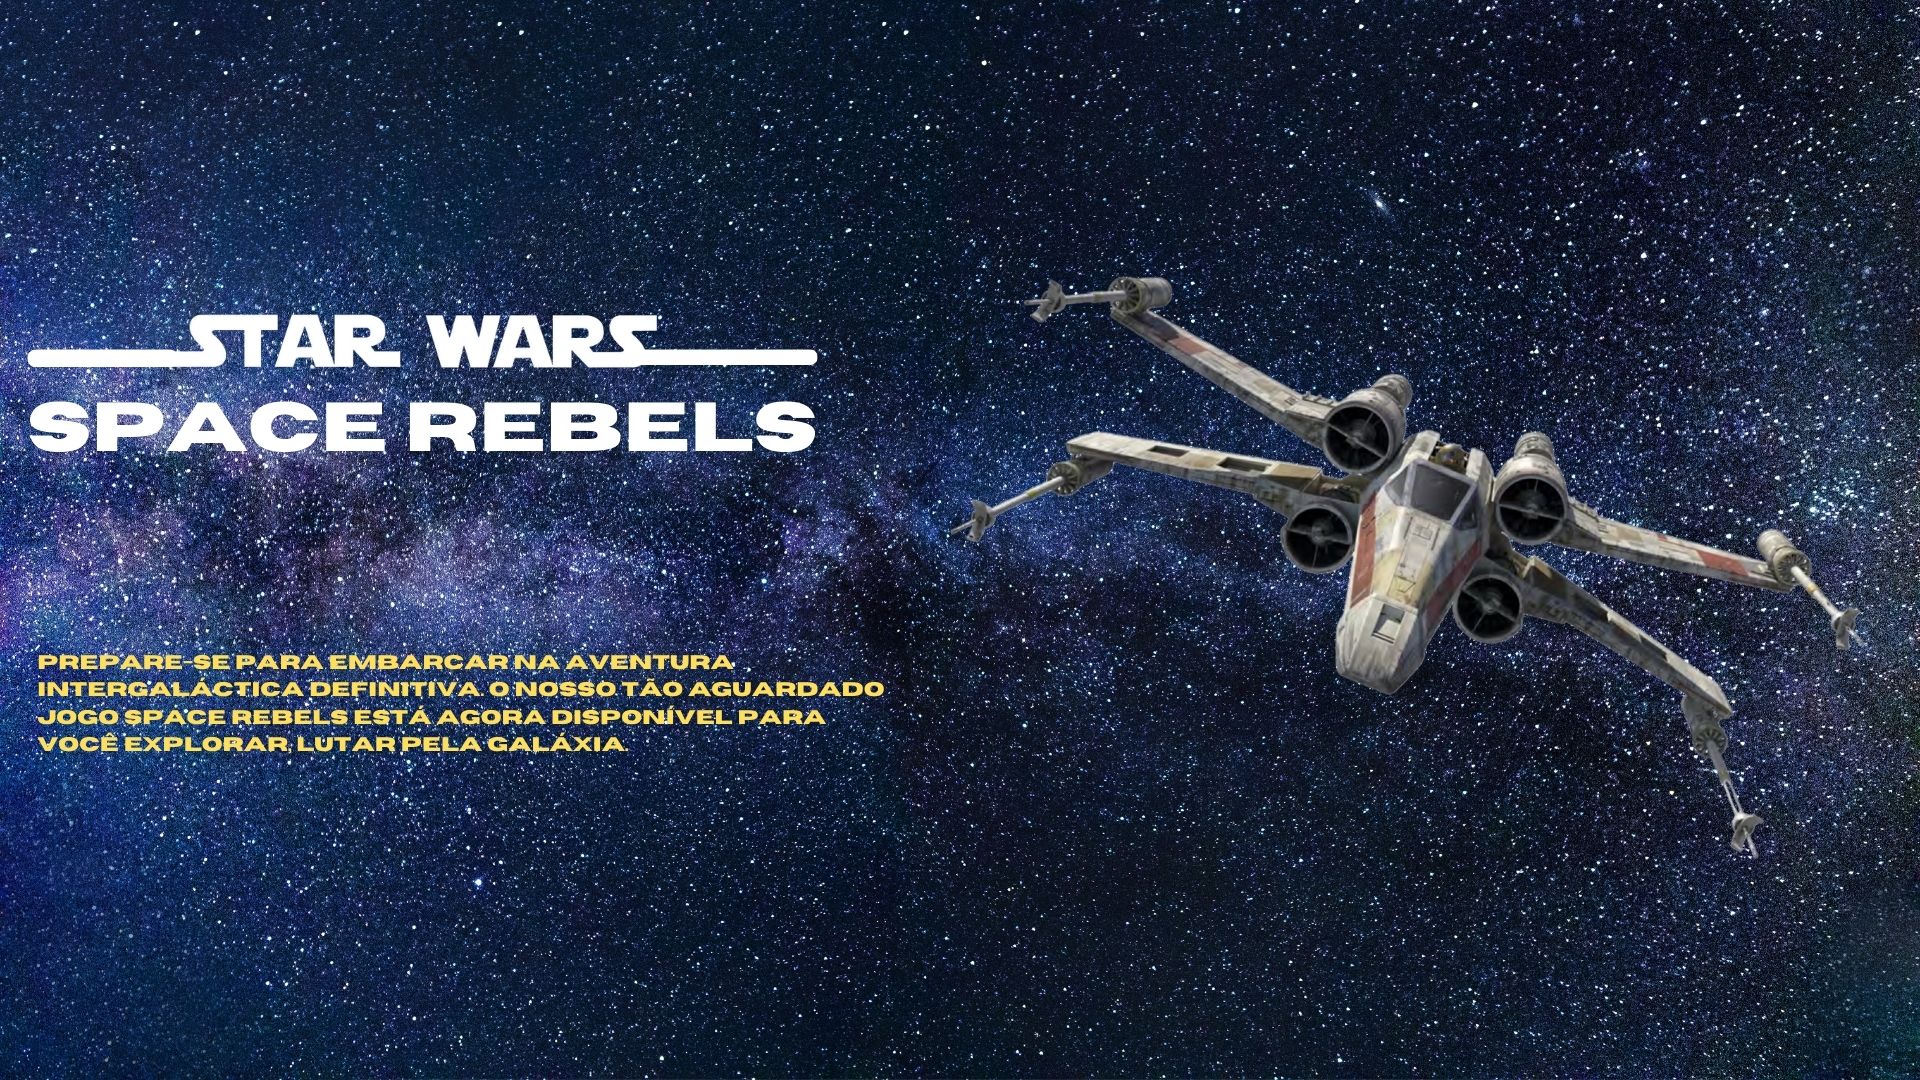 STAR WARS
SPACE REBELS
PREPARE-SE PARA EMBARCAR NA AVENTURA
INTERGALÁCTICA DEFINITIVA. O NOSSO TÃO AGUARDADO
JOGO SPACE REBELS ESTÁ AGORA DISPONÍVEL PARA
VOCÊ EXPLORAR, LUTAR PELA GALÁXIA.